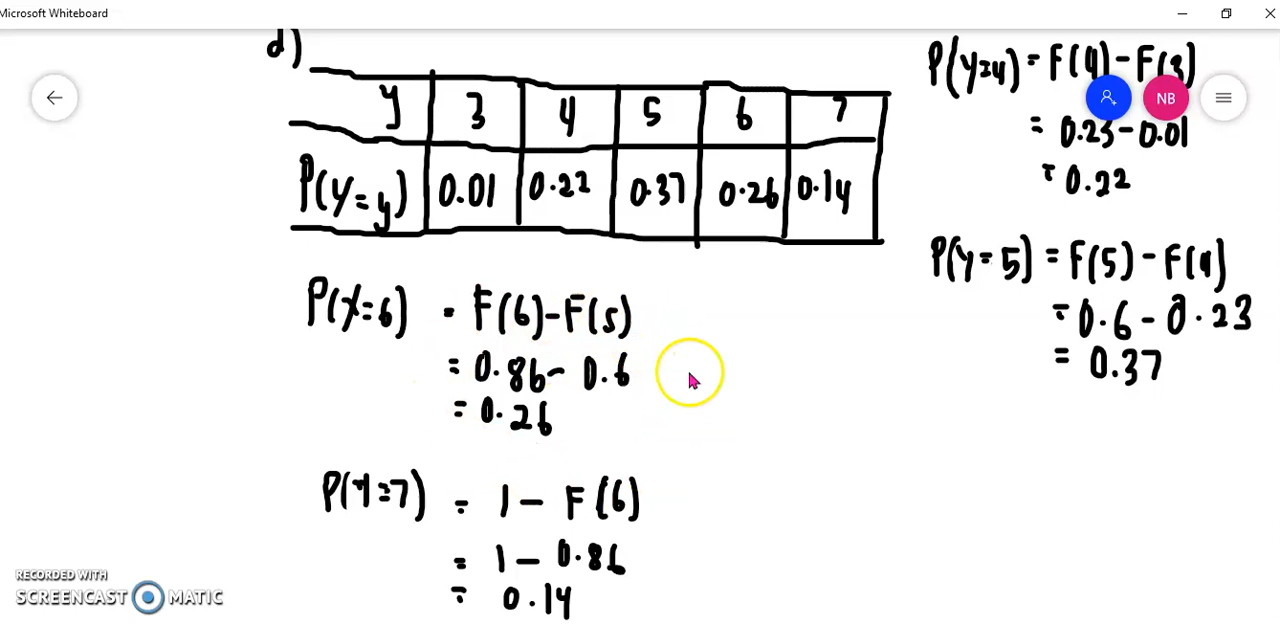 Microsoft Whiteboard
d)
y 3 4 5 6 7
P(Y=y) 0.01 0.22 0.37 0.26 0.14
P(X=6) = F(6)-F(5)
= 0.86- 0.6
= 0.26
P(Y=7) = 1- F(6)
= 1- 0.86
= 0.14
P(Y=4) = F(4)-F(3)
= 0.23-0.01
= 0.22
P(Y=5) = F(5)-F(4)
= 0.6-0.23
= 0.37
NB
RECORDED WITH
SCREENCAST MATIC